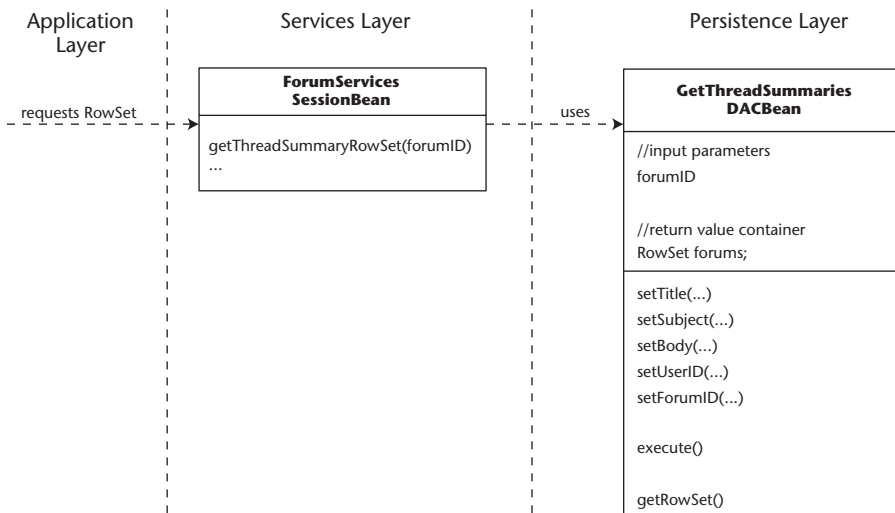 Application
Layer
Services Layer
Persistence Layer
requests RowSet
ForumServices
SessionBean
getThreadSummaryRowSet(forumID)
...
uses
GetThreadSummaries
DACBean
//input parameters
forumID
//return value container
RowSet forums;
setTitle(...)
setSubject(...)
setBody(...)
setUserID(...)
setForumID(...)
execute()
getRowSet()